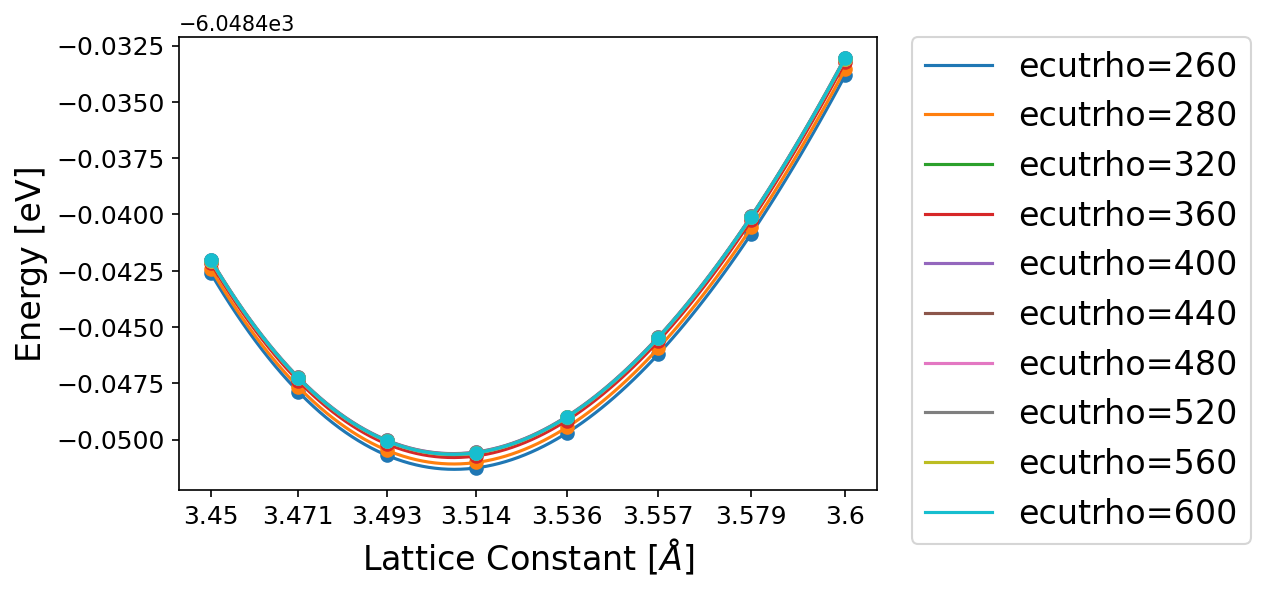 −6.0484e3
−0.0325
−0.0350
−0.0375
−0.0400
−0.0425
−0.0450
−0.0475
−0.0500
Energy [eV]
3.45 3.471 3.493 3.514 3.536 3.557 3.579 3.6
Lattice Constant [Å]
ecutrho=260
ecutrho=280
ecutrho=320
ecutrho=360
ecutrho=400
ecutrho=440
ecutrho=480
ecutrho=520
ecutrho=560
ecutrho=600